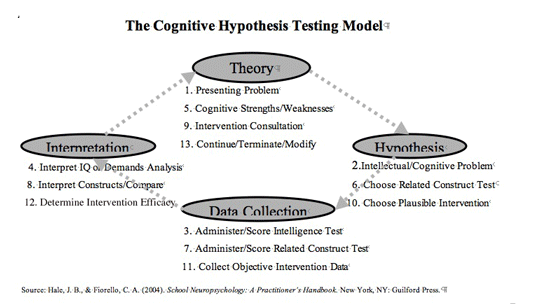 The Cognitive Hypothesis Testing Model
Theory
1. Presenting Problem
5. Cognitive Strengths/Weaknesses
9. Intervention Consultation
13. Continue/Terminate/Modify
Interpretation
4. Interpret IQ or Demands Analysis
8. Interpret Constructs/Compare
12. Determine Intervention Efficacy
Hypothesis
2.Intellectual/Cognitive Problem
6. Choose Related Construct Test
10. Choose Plausible Intervention
Data Collection
3. Administer/Score Intelligence Test
7. Administer/Score Related Construct Test
11. Collect Objective Intervention Data
Source: Hale, J. B., & Fiorello, C. A. (2004). School Neuropsychology: A Practitioner's Handbook. New York, NY: Guilford Press.